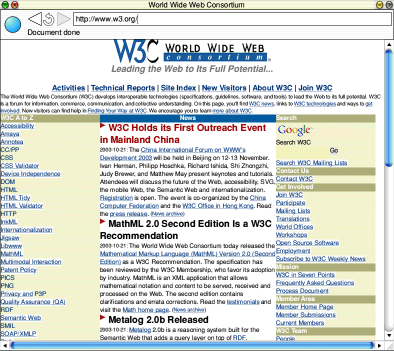 World Wide Web Consortium
http://www.w3.org/
Document done
W3C WORLD WIDE WEB
consortium
Leading the Web to Its Full Potential...
Activities | Technical Reports | Site Index | New Visitors | About W3C | Join W3C
The World Wide Web Consortium (W3C) develops interoperable technologies (specifications, guidelines, software, and tools) to lead the Web to its full potential. W3C
is a forum for information, commerce, communication, and collective understanding. On this page, you'll find W3C news, links to W3C technologies and ways to get
involved. New visitors can find help in Finding Your Way at W3C. We encourage you to learn more about W3C.
W3C A to Z
Accessibility
Amaya
Annotea
CC/PP
CSS
CSS Validator
Device Independence
DOM
HTML
HTML Tidy
HTML Validator
HTTP
InkML
Internationalization
Jigsaw
Libwww
MathML
Multimodal Interaction
Patent Policy
PICS
PNG
Privacy and P3P
Quality Assurance (QA)
RDF
Semantic Web
SMIL
SOAP/XMLP
News
W3C Holds its First Outreach Event
in Mainland China
2003-10-21: The China International Forum on WWW's
Development 2003 will be held in Beijing on 12-13 November.
Ivan Herman, Philipp Hoschka, Richard Ishida, Shi Zhongzhi,
Judy Brewer, and Matthew May present keynotes and tutorials.
Attendees will discuss the future of the Web, accessibility, SVG
the mobile Web, the Semantic Web and internationalization.
Registration is open. The event is co-organized by the China
Computer Federation and the W3C Office in Hong Kong. Read
the press release. (News archive)
MathML 2.0 Second Edition Is a W3C
Recommendation
2003-10-21: The World Wide Web Consortium today released the
Mathematical Markup Language (MathML) Version 2.0 (Second
Edition) as a W3C Recommendation. The specification has
been reviewed by the W3C Membership, who favor its adoption
by industry. MathML is an XML application that allows
mathematical notation and content to be served, received and
processed on the Web. The second edition contains
clarifications and errata corrections. Read the testimonials and
visit the Math home page. (News archive)
Metalog 2.0b Released
2003-10-21: Metalog 2.0 is a reasoning system built for the
Semantic Web that adds a query layer on top of RDF.
Search
Google
Search W3C
Go
Search W3C Mailing Lists
Contact Us
Contact W3C
Get Involved
Join W3C
Participate
Mailing Lists
Translations
World Offices
Workshops
Open Source Software
Employment
Subscribe to W3C Weekly News
Mission
W3C in Seven Points
Frequently Asked Questions
Process Document
Member Area
Member Home Page
Member Submissions
Current Members
W3C Team
People